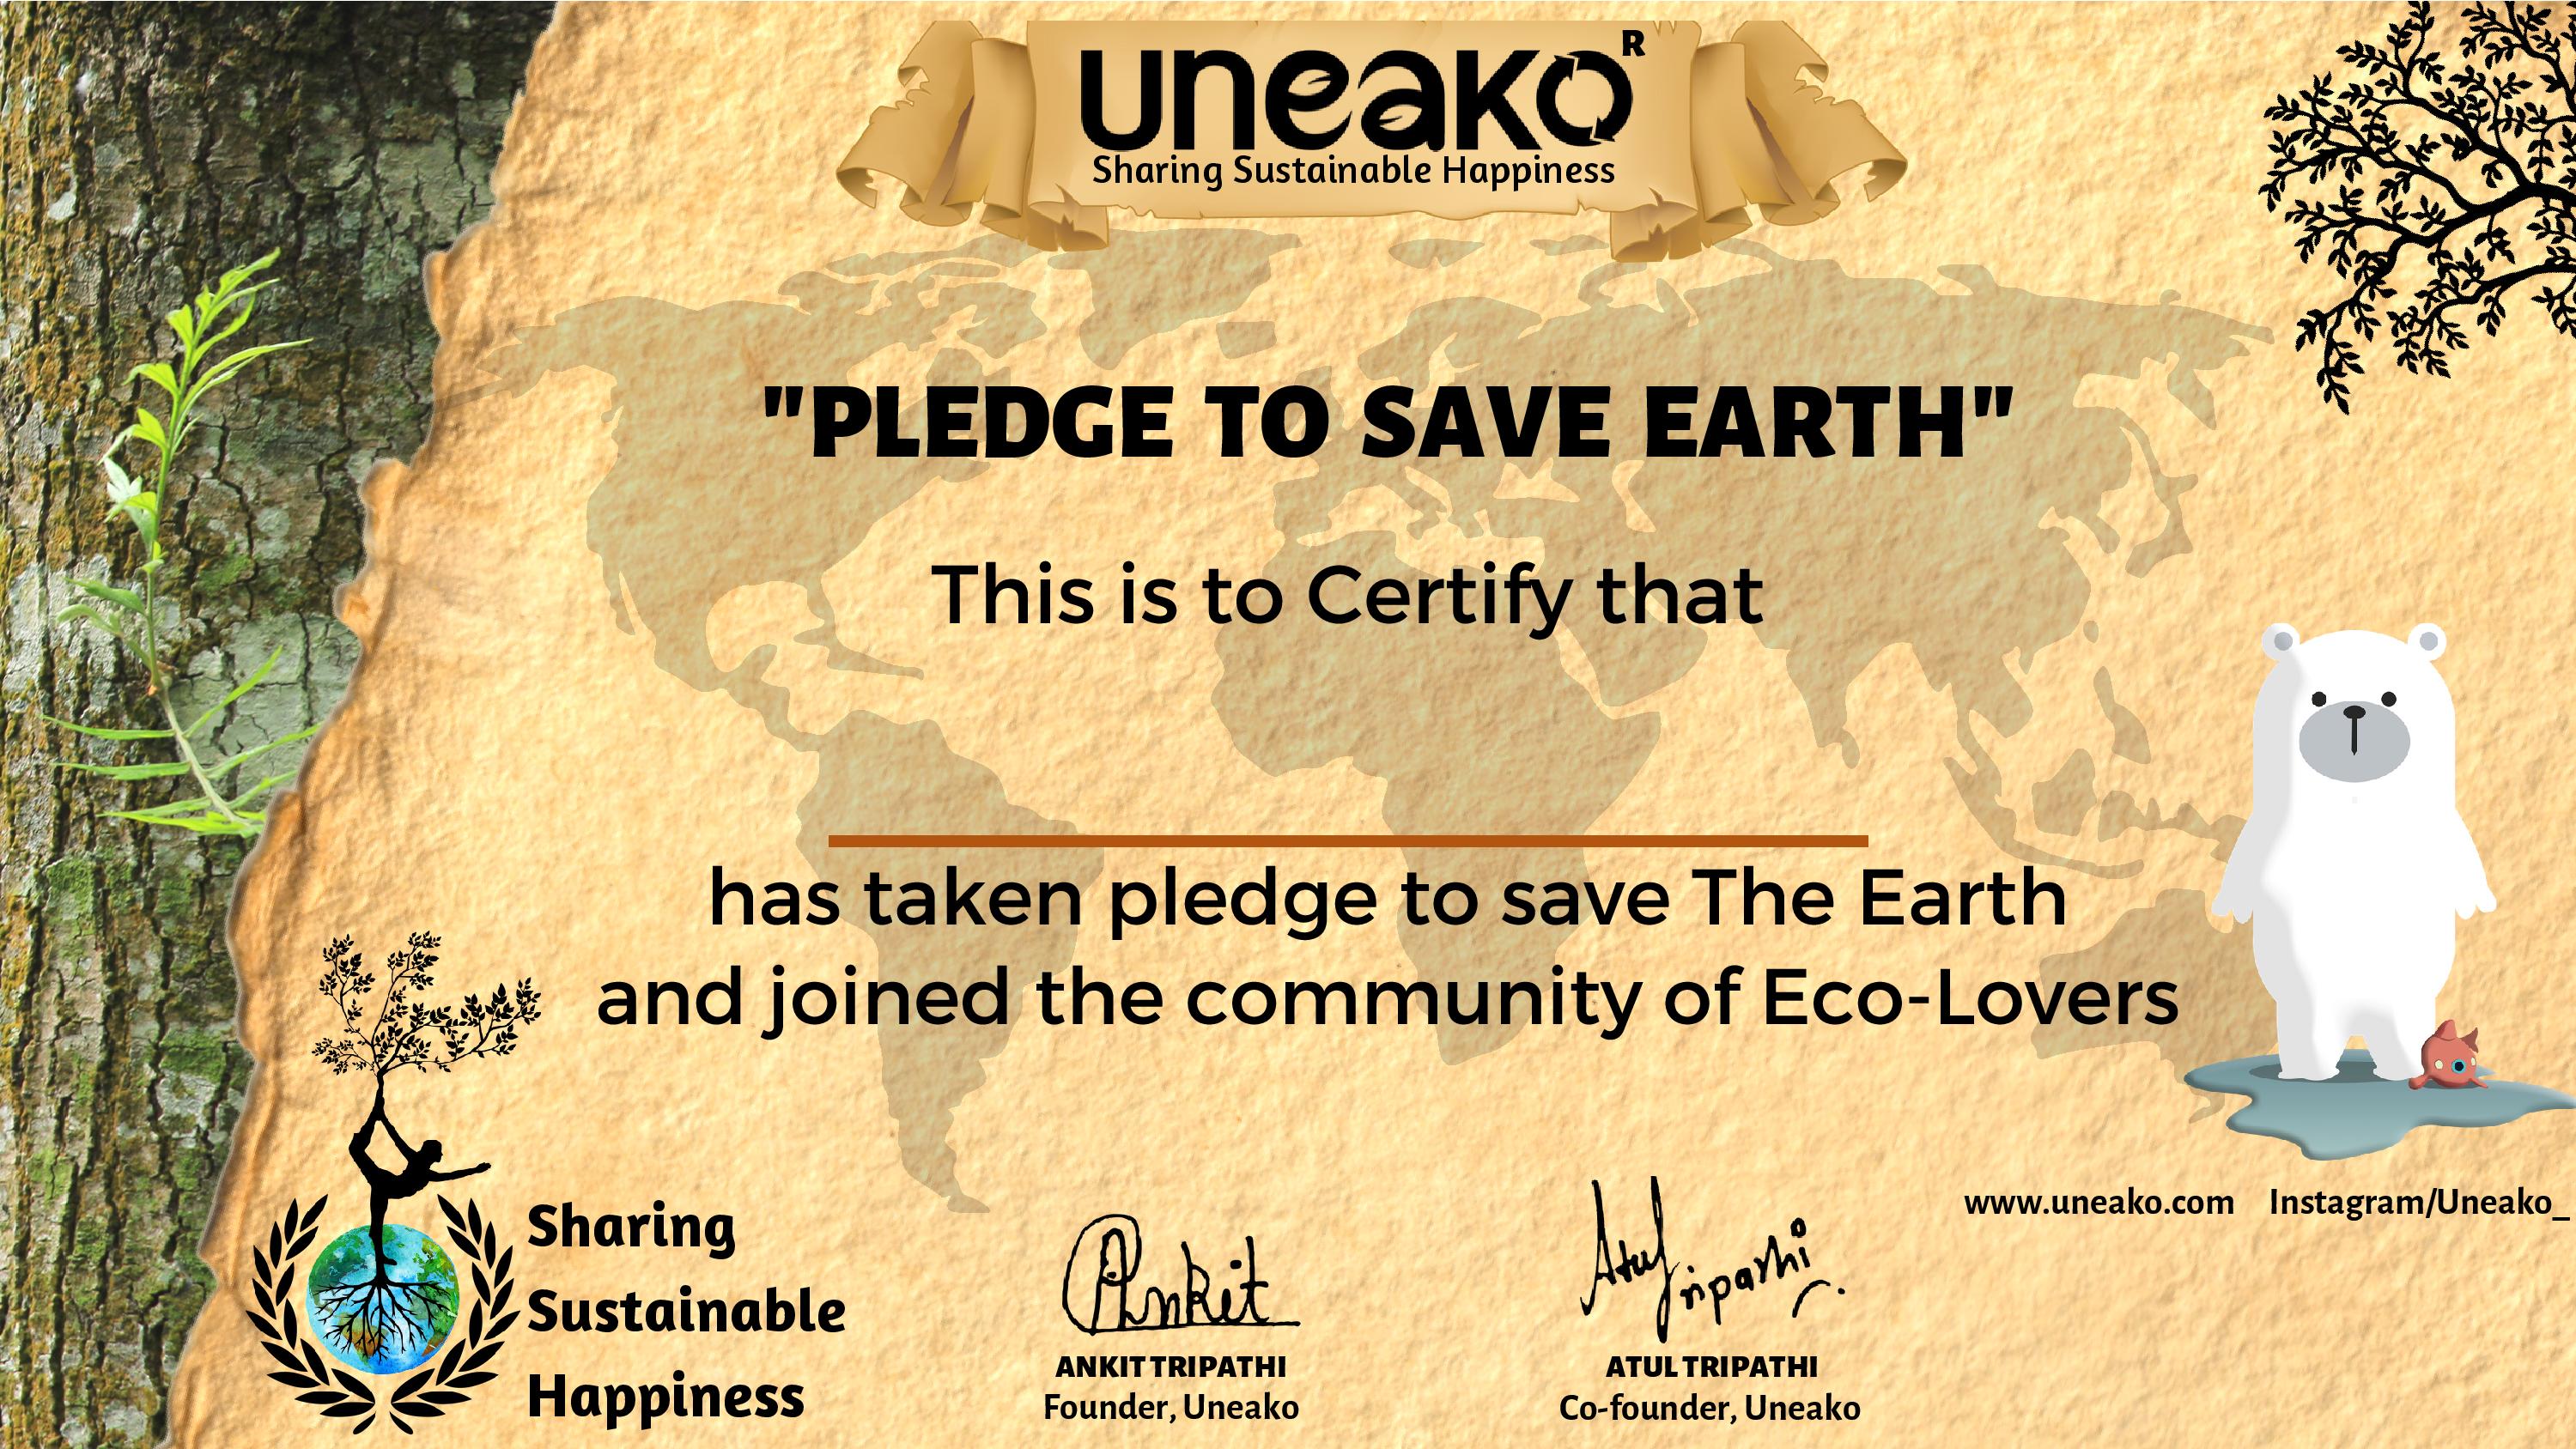 uneako R
Sharing Sustainable Happiness
"PLEDGE TO SAVE EARTH"
This is to Certify that
has taken pledge to save The Earth
and joined the community of Eco-Lovers
www.uneako.com Instagram/Uneako_
Sharing
Sustainable
Happiness
Ankit
Atul Tripathi
ANKIT TRIPATHI
Founder, Uneako
ATUL TRIPATHI
Co-founder, Uneako